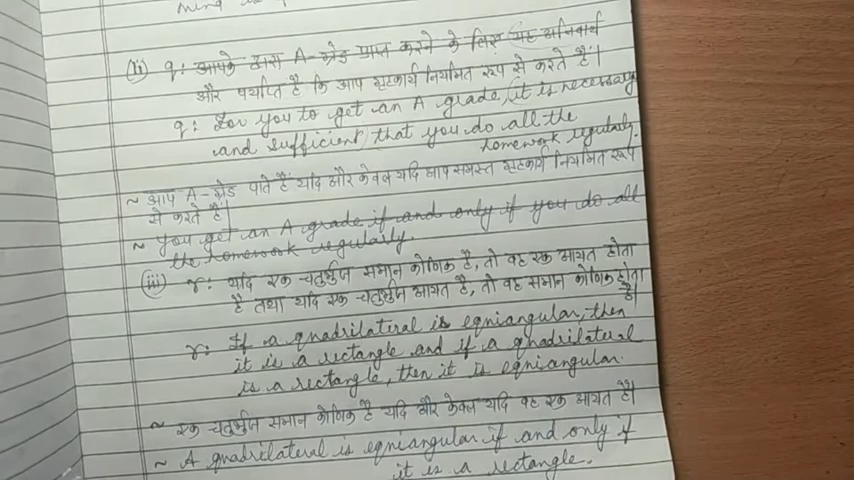 mind is
(ii) q: आपके द्वारा A-ग्रेड प्राप्त करने के लिए यह अनिवार्य
और पर्याप्त है कि आप गृहकार्य नियमित रूप से करते हैं।
q: For you to get an A grade, it is necessary
and sufficient that you do all the
homework regularly.
~ आप A-ग्रेड पाते हैं यदि और केवल यदि आप समस्त गृहकार्य नियमित रूप
से करते हैं।
~ You get an A grade if and only if you do all
the homework regularly.
(iii) r: यदि एक चतुर्भुज समान कोणिक है, तो वह एक आयत होता
है तथा यदि एक चतुर्भुज आयत है, तो वह समान कोणिक होता
है।
r: If a quadrilateral is equiangular, then
it is a rectangle and if a quadrilateral
is a rectangle, then it is equiangular.
~ एक चतुर्भुज समान कोणिक है यदि और केवल यदि वह एक आयत है।
~ A quadrilateral is equiangular if and only if
it is a rectangle.